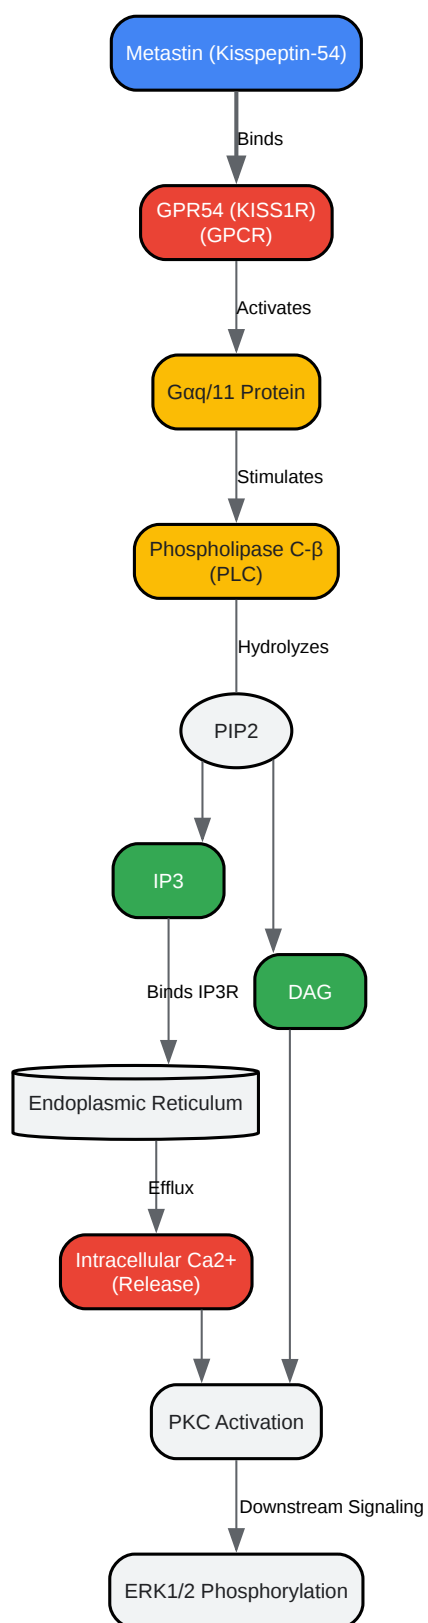 Metastin (Kisspeptin-54)
Binds
GPR54 (KISS1R)
(GPCR)
Activates
Gαq/11 Protein
Stimulates
Phospholipase C-β
(PLC)
Hydrolyzes
PIP2
IP3
Binds IP3R
DAG
Endoplasmic Reticulum
Efflux
Intracellular Ca2+
(Release)
PKC Activation
Downstream Signaling
ERK1/2 Phosphorylation